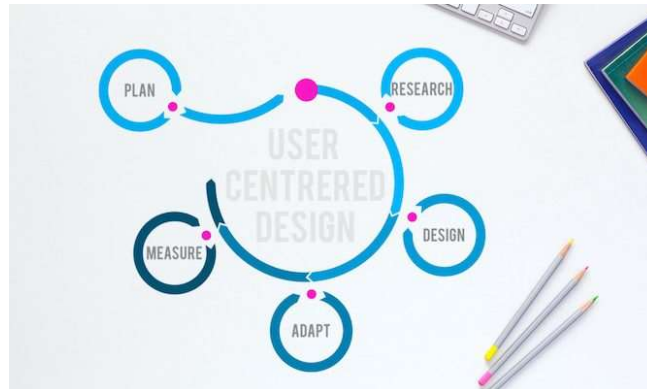 PLAN
RESEARCH
USER
CENTRERED
DESIGN
DESIGN
MEASURE
ADAPT